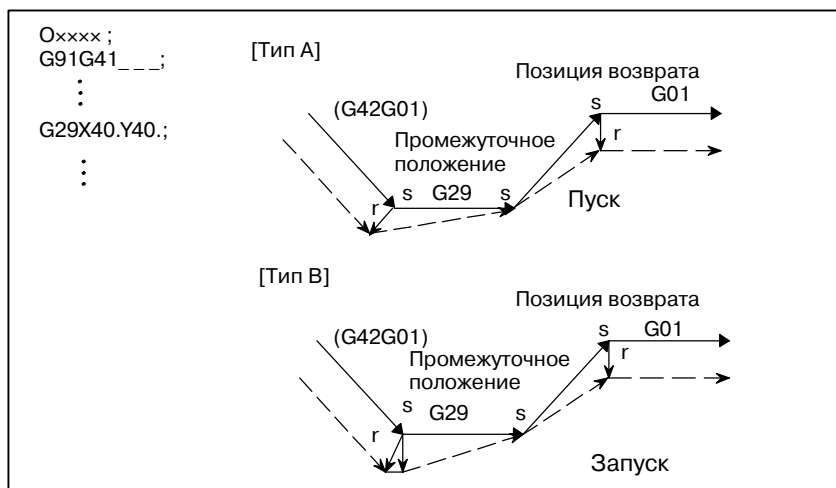 O×××× ;
G91G41_ _ _;
G29X40.Y40.;
[Тип A]
Позиция возврата
(G42G01)
s
G01
Промежуточное
положение
r
s
G29
s
r
Пуск
[Тип B]
Позиция возврата
(G42G01)
s
G01
Промежуточное
положение
r
s
G29
s
r
Запуск